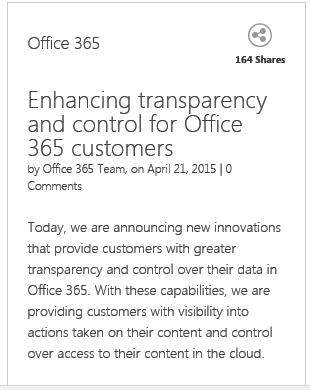 Office 365
164 Shares
Enhancing transparency
and control for Office
365 customers
by Office 365 Team, on April 21, 2015 | 0
Comments
Today, we are announcing new innovations
that provide customers with greater
transparency and control over their data in
Office 365. With these capabilities, we are
providing customers with visibility into
actions taken on their content and control
over access to their content in the cloud.